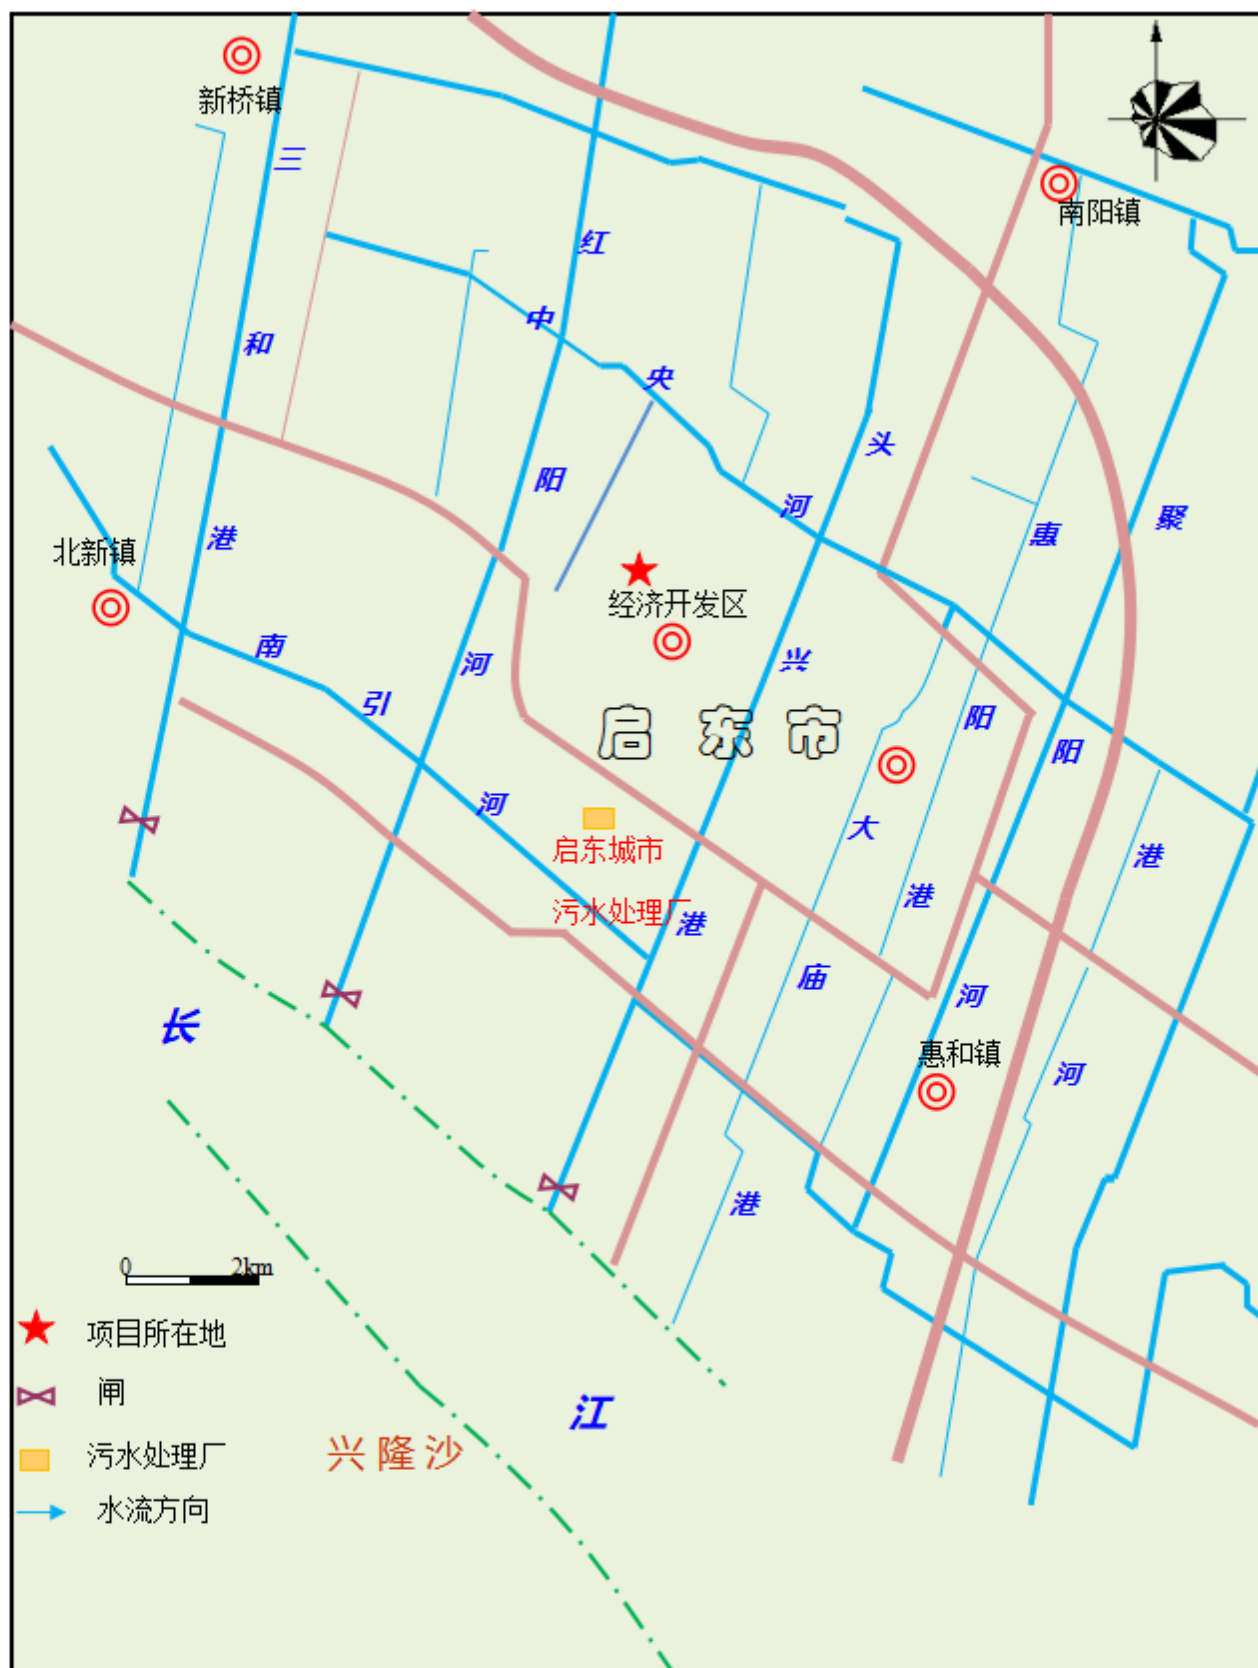 新桥镇
南阳镇
北新镇
经济开发区
启东市
启东城市
污水处理厂
惠和镇
三和港
红阳河
中央河
头兴港
南引河
惠阳港
聚阳河
大庙港
港河
长江
兴隆沙
0 2km
项目所在地
闸
污水处理厂
水流方向